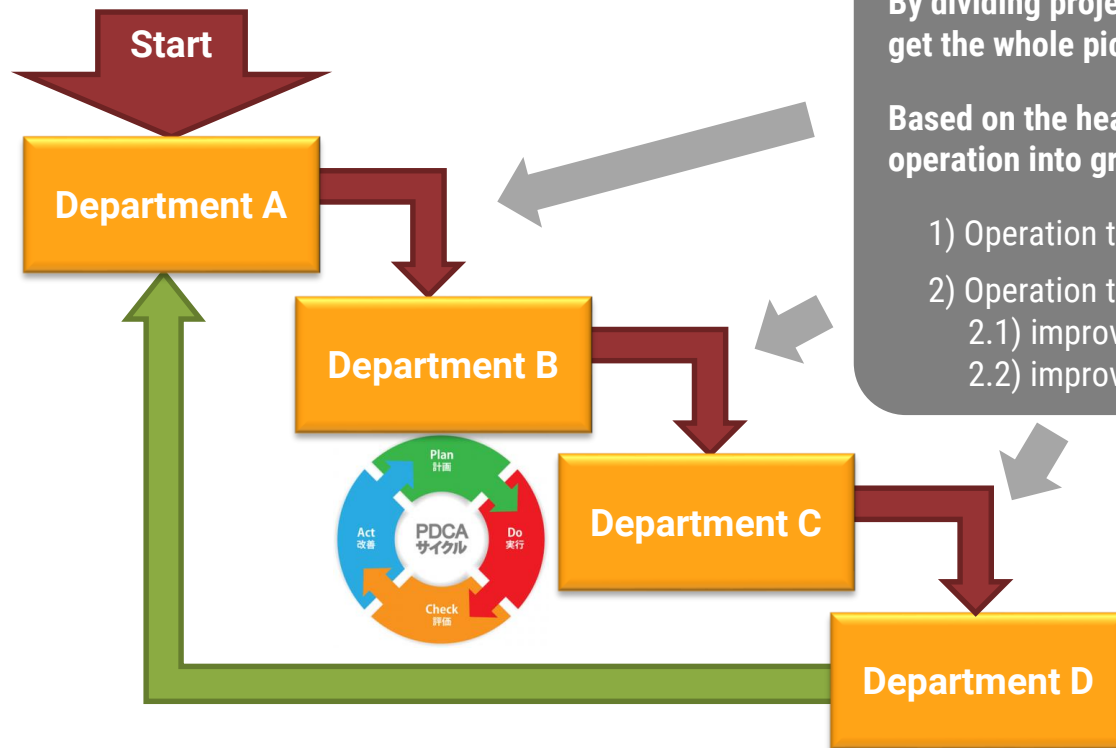 Start
By dividing proje
get the whole pic
Based on the hea
operation into gr
1) Operation t
2) Operation t
2.1) improv
2.2) improv
Department A
Department B
Plan
計画
Act
改善
PDCA
サイクル
Do
実行
Check
評価
Department C
Department D